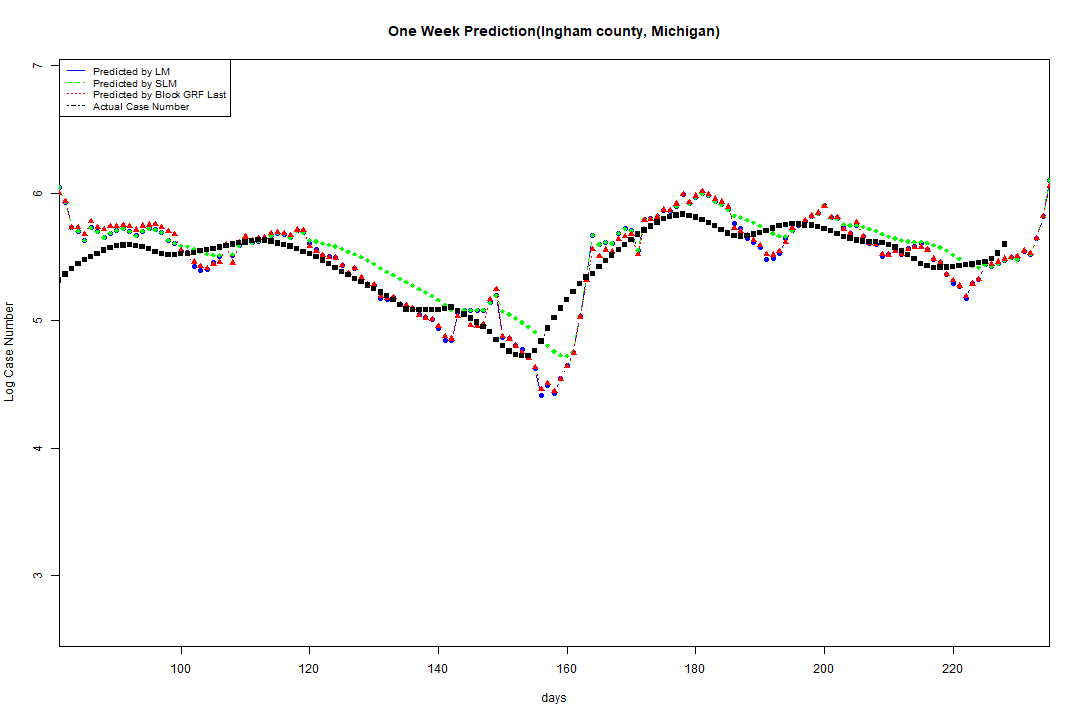 One Week Prediction(Ingham county, Michigan)
Predicted by LM
Predicted by SLM
Predicted by Block GRF Last
Actual Case Number
7
6
5
4
3
Log Case Number
100 120 140 160 180 200 220
days